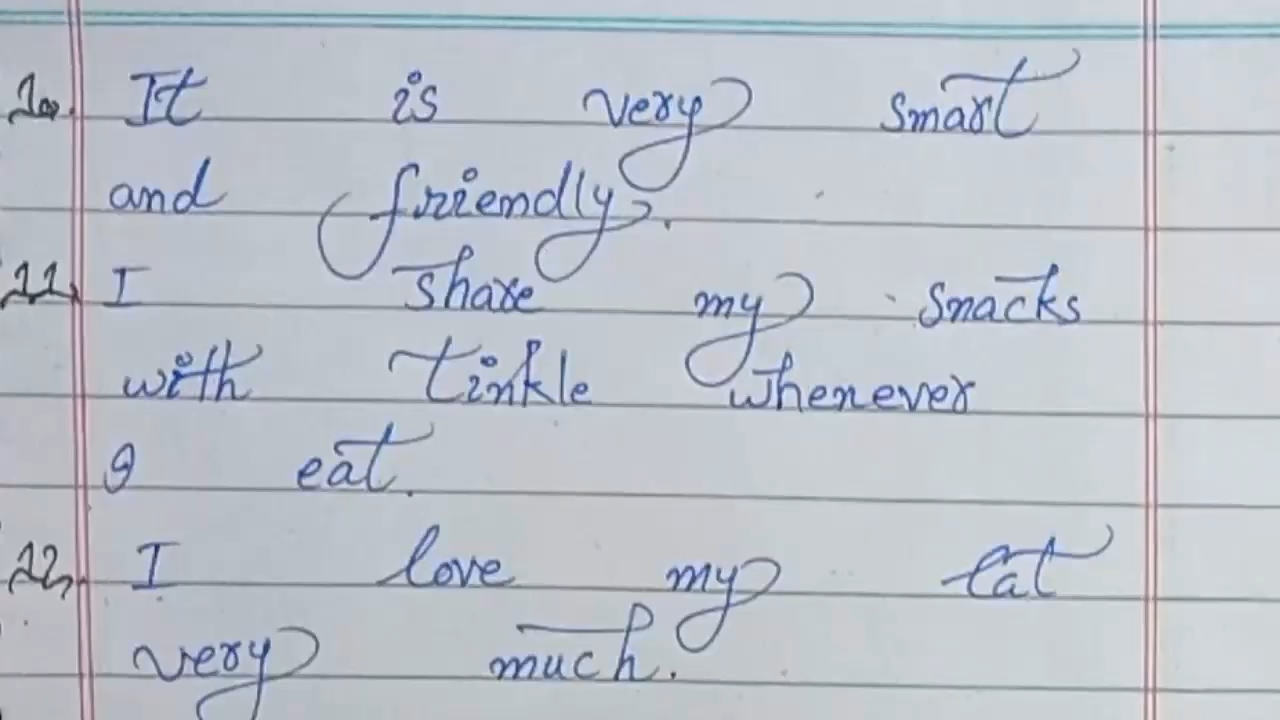 10. It is very smart
and friendly.
11. I share my snacks
with Tinkle whenever
I eat.
12. I love my Cat
very much.